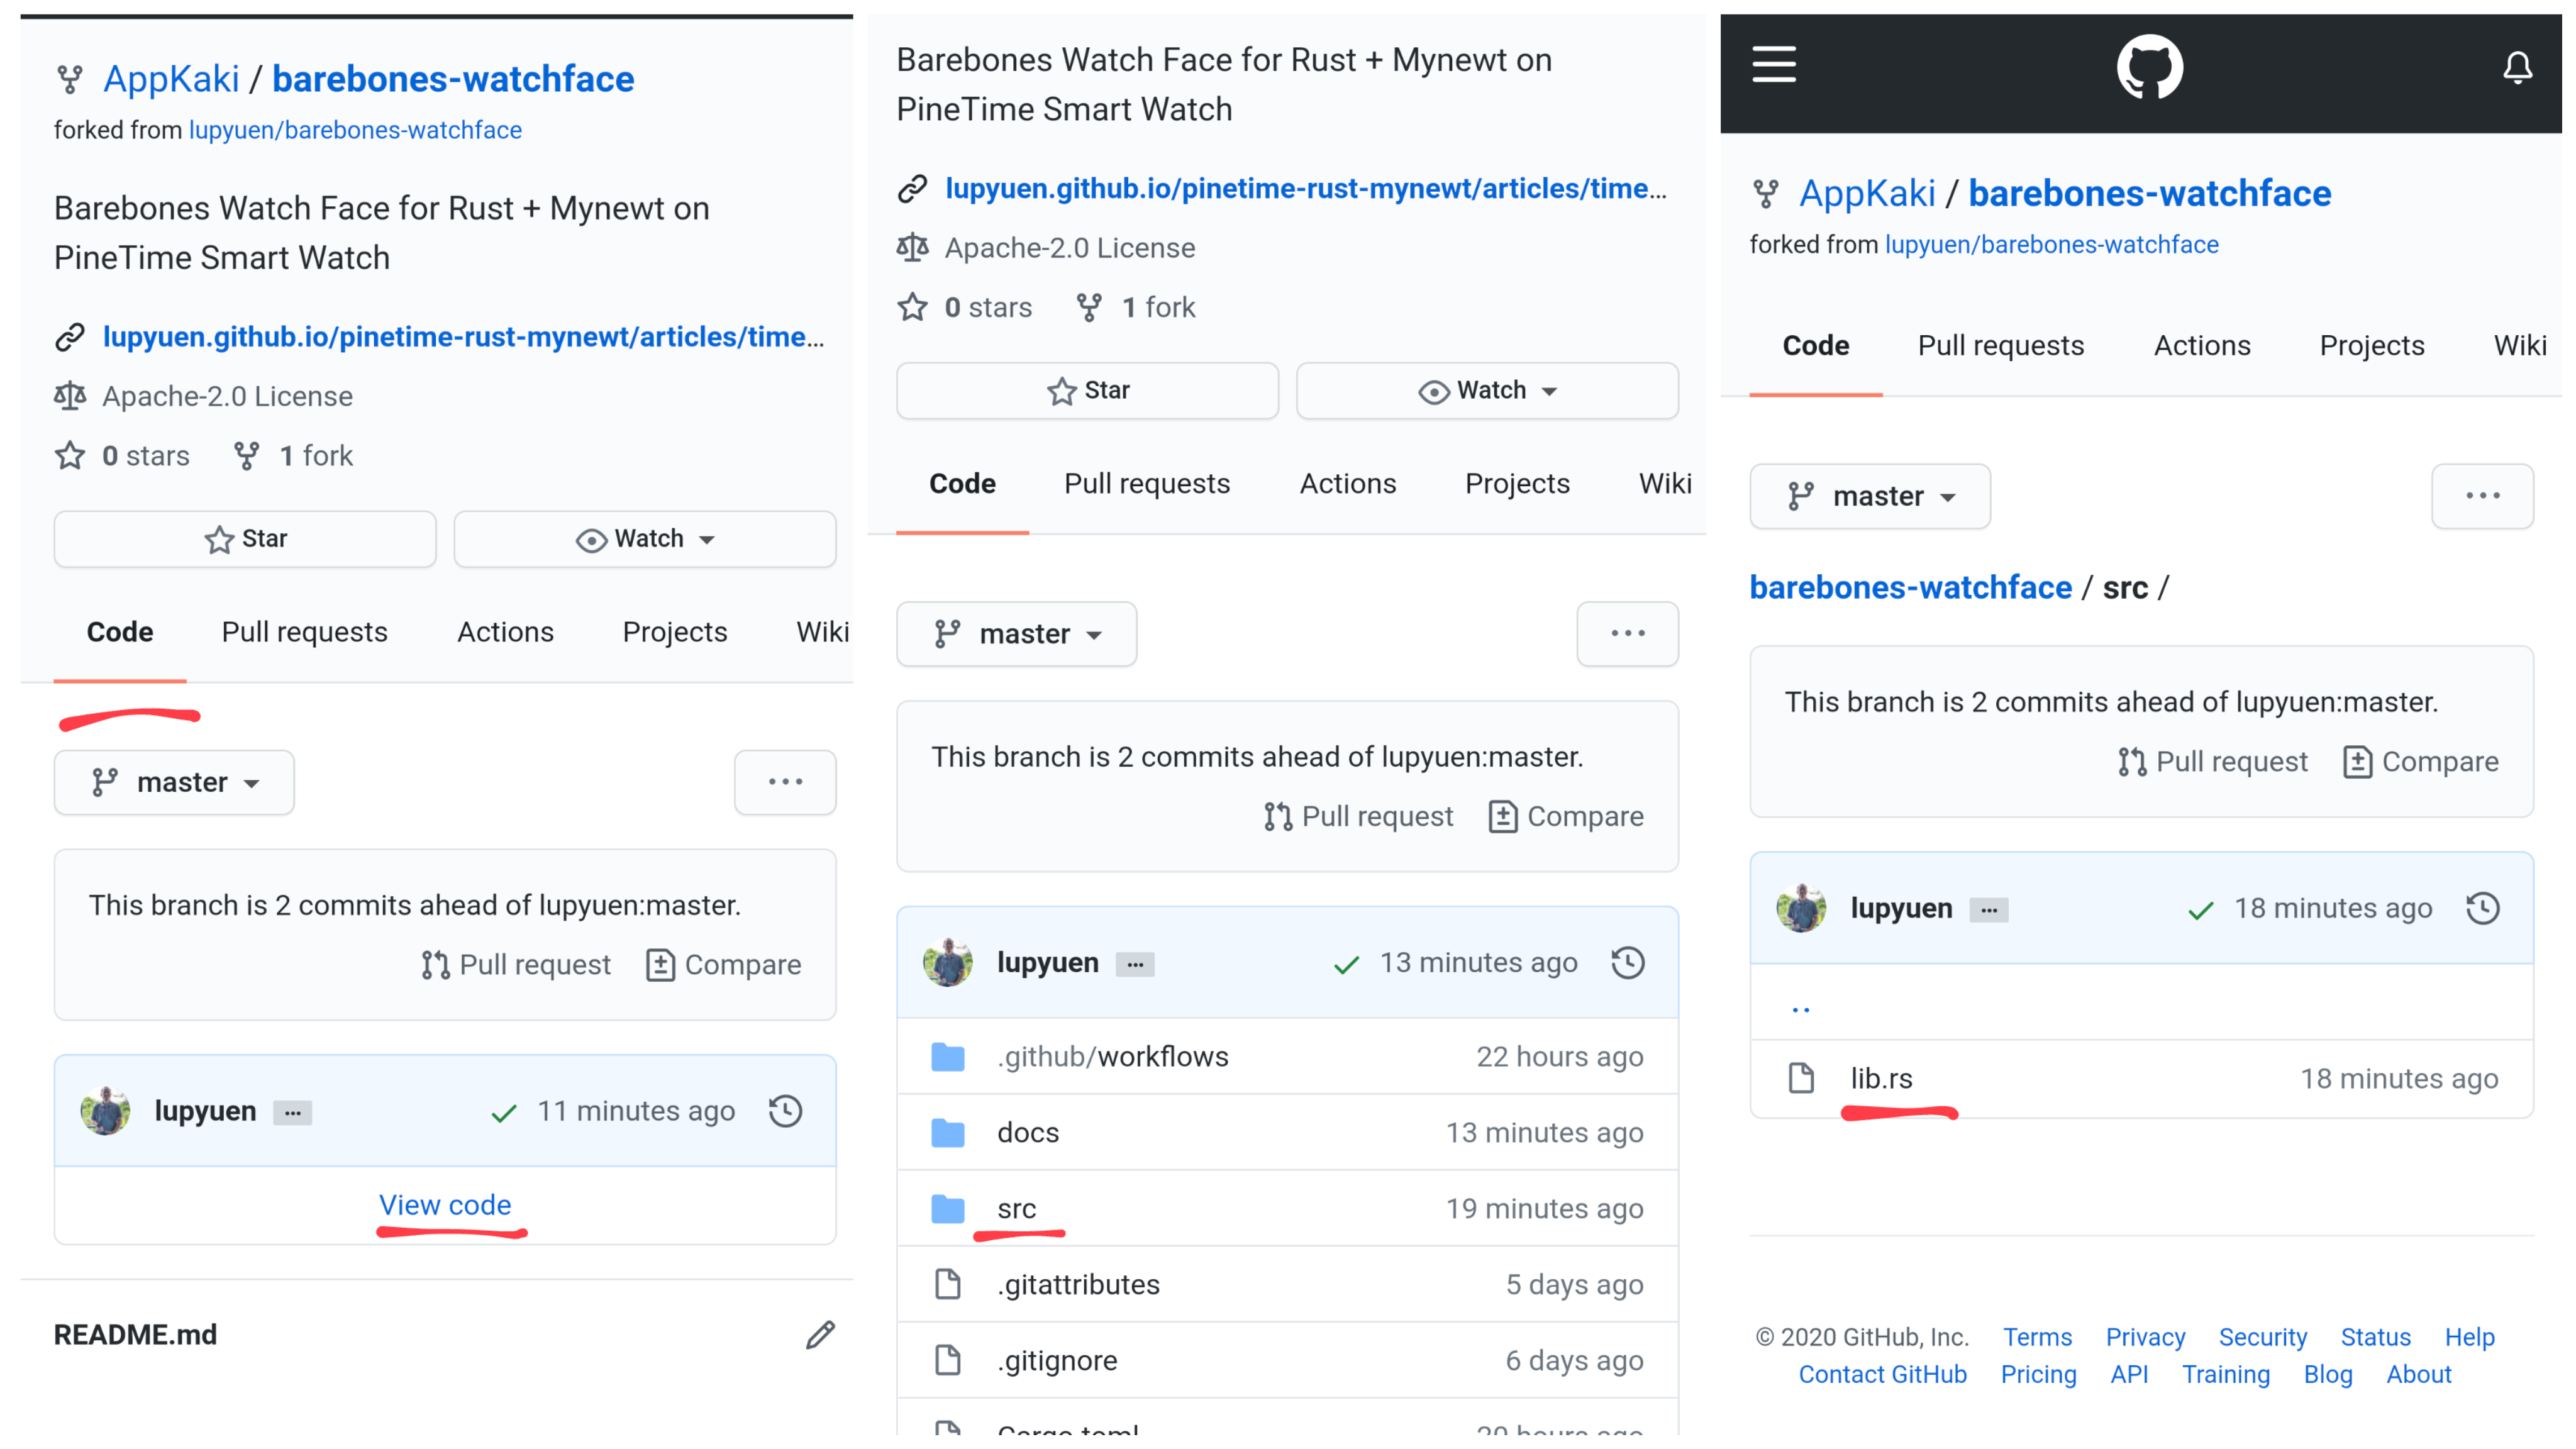 AppKaki / barebones-watchface
forked from lupyuen/barebones-watchface
Barebones Watch Face for Rust + Mynewt on
PineTime Smart Watch
lupyuen.github.io/pinetime-rust-mynewt/articles/time...
Apache-2.0 License
0 stars 1 fork
Star Watch
Code Pull requests Actions Projects Wiki
master ...
This branch is 2 commits ahead of lupyuen:master.
Pull request Compare
lupyuen ... 11 minutes ago
View code
README.md
Barebones Watch Face for Rust + Mynewt on
PineTime Smart Watch
lupyuen.github.io/pinetime-rust-mynewt/articles/time...
Apache-2.0 License
0 stars 1 fork
Star Watch
Code Pull requests Actions Projects Wiki
master ...
This branch is 2 commits ahead of lupyuen:master.
Pull request Compare
lupyuen ... 13 minutes ago
.github/workflows 22 hours ago
docs 13 minutes ago
src 19 minutes ago
.gitattributes 5 days ago
.gitignore 6 days ago
Cargo.toml 20 hours ago
AppKaki / barebones-watchface
forked from lupyuen/barebones-watchface
Code Pull requests Actions Projects Wiki
master ...
barebones-watchface / src /
This branch is 2 commits ahead of lupyuen:master.
Pull request Compare
lupyuen ... 18 minutes ago
..
lib.rs 18 minutes ago
© 2020 GitHub, Inc. Terms Privacy Security Status Help
Contact GitHub Pricing API Training Blog About